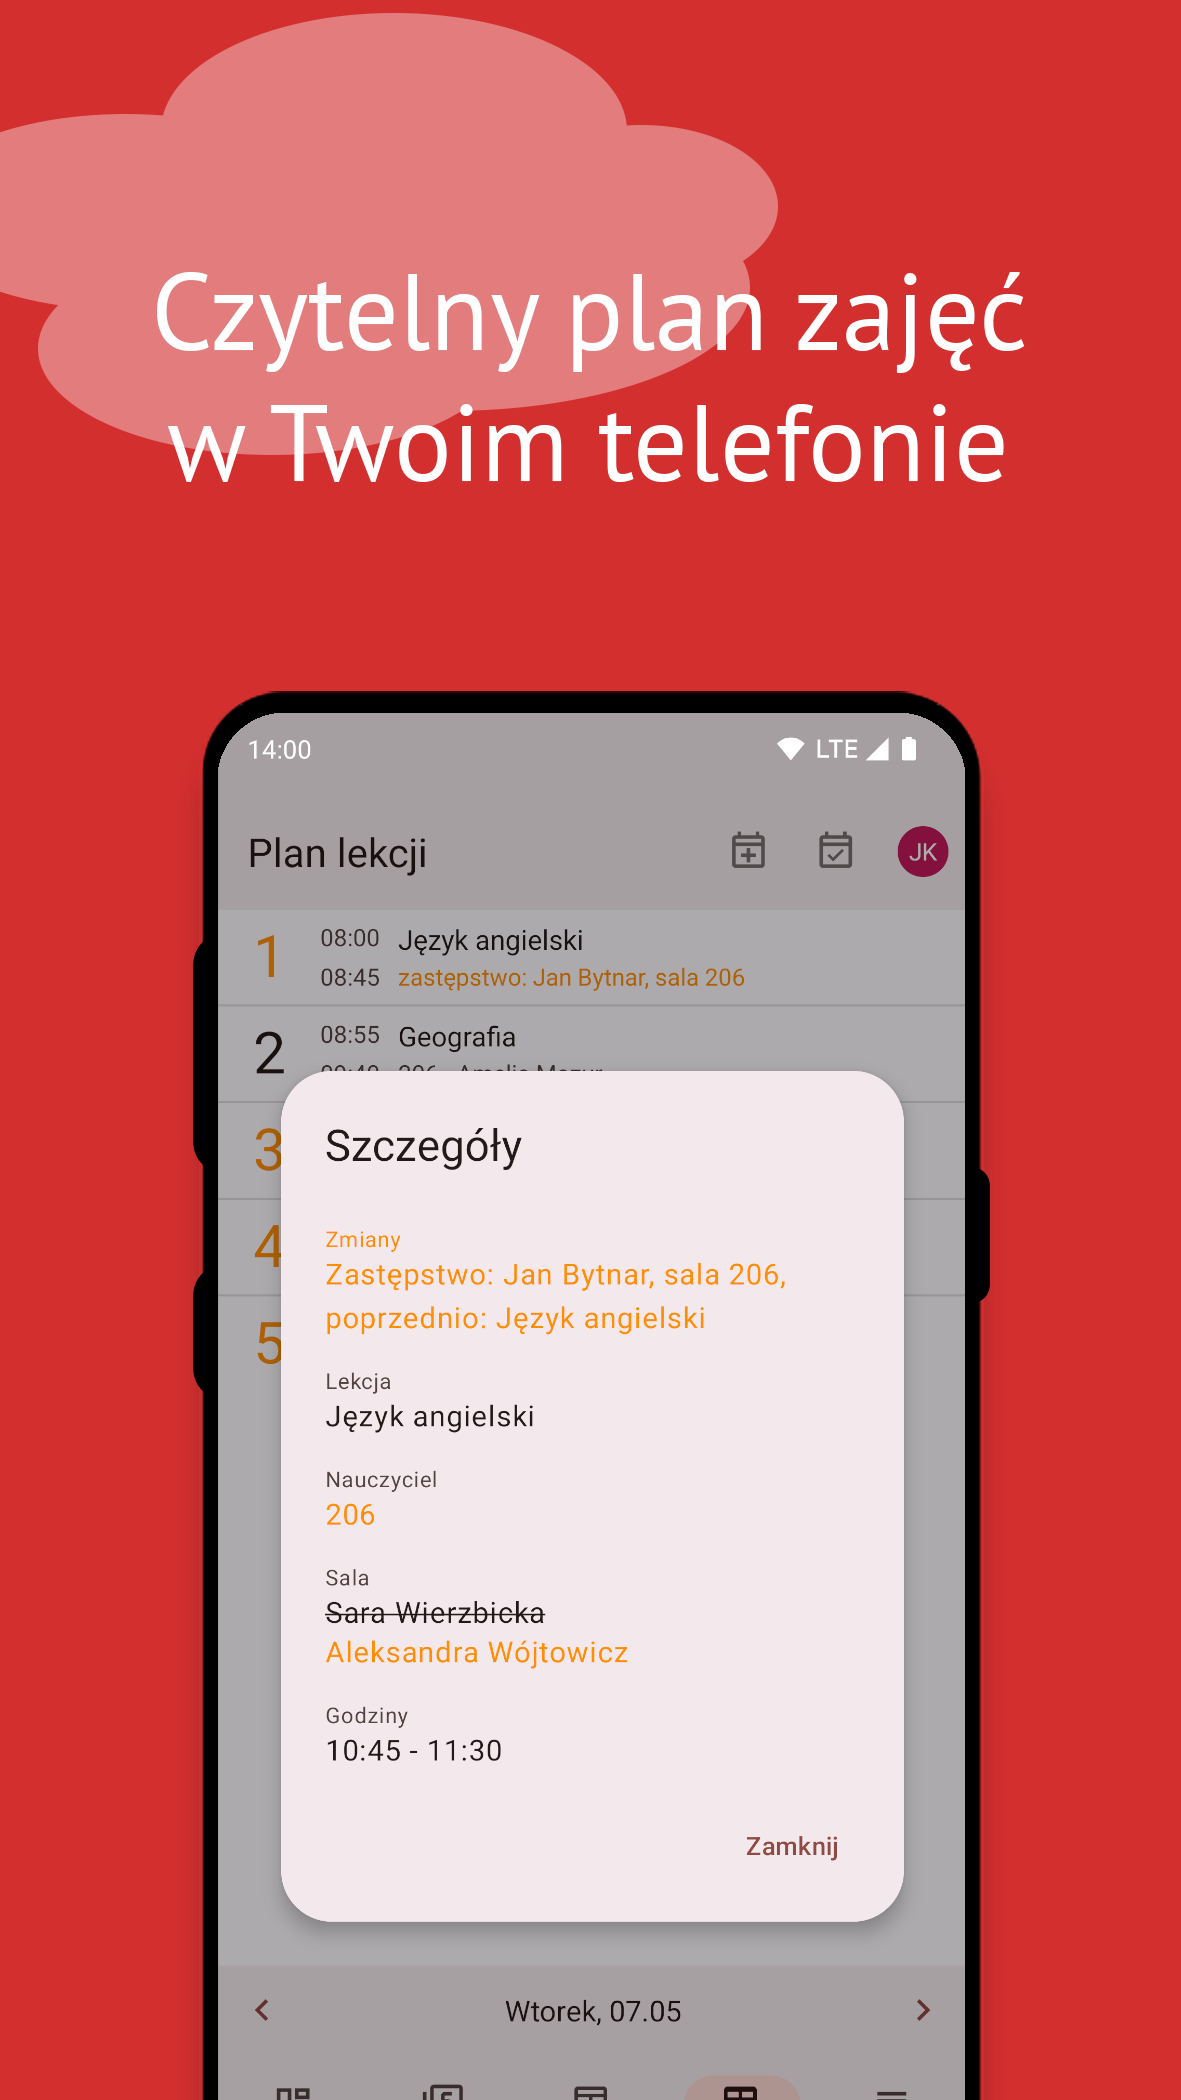 Czytelny plan zajęć
w Twoim telefonie
14:00 LTE
Plan lekcji JK
1 08:00 Język angielski
08:45 zastępstwo: Jan Bytnar, sala 206
2 08:55 Geografia
3
4
5
Szczegóły
Zmiany
Zastępstwo: Jan Bytnar, sala 206,
poprzednio: Język angielski
Lekcja
Język angielski
Nauczyciel
206
Sala
Sara Wierzbicka
Aleksandra Wójtowicz
Godziny
10:45 - 11:30
Zamknij
Wtorek, 07.05